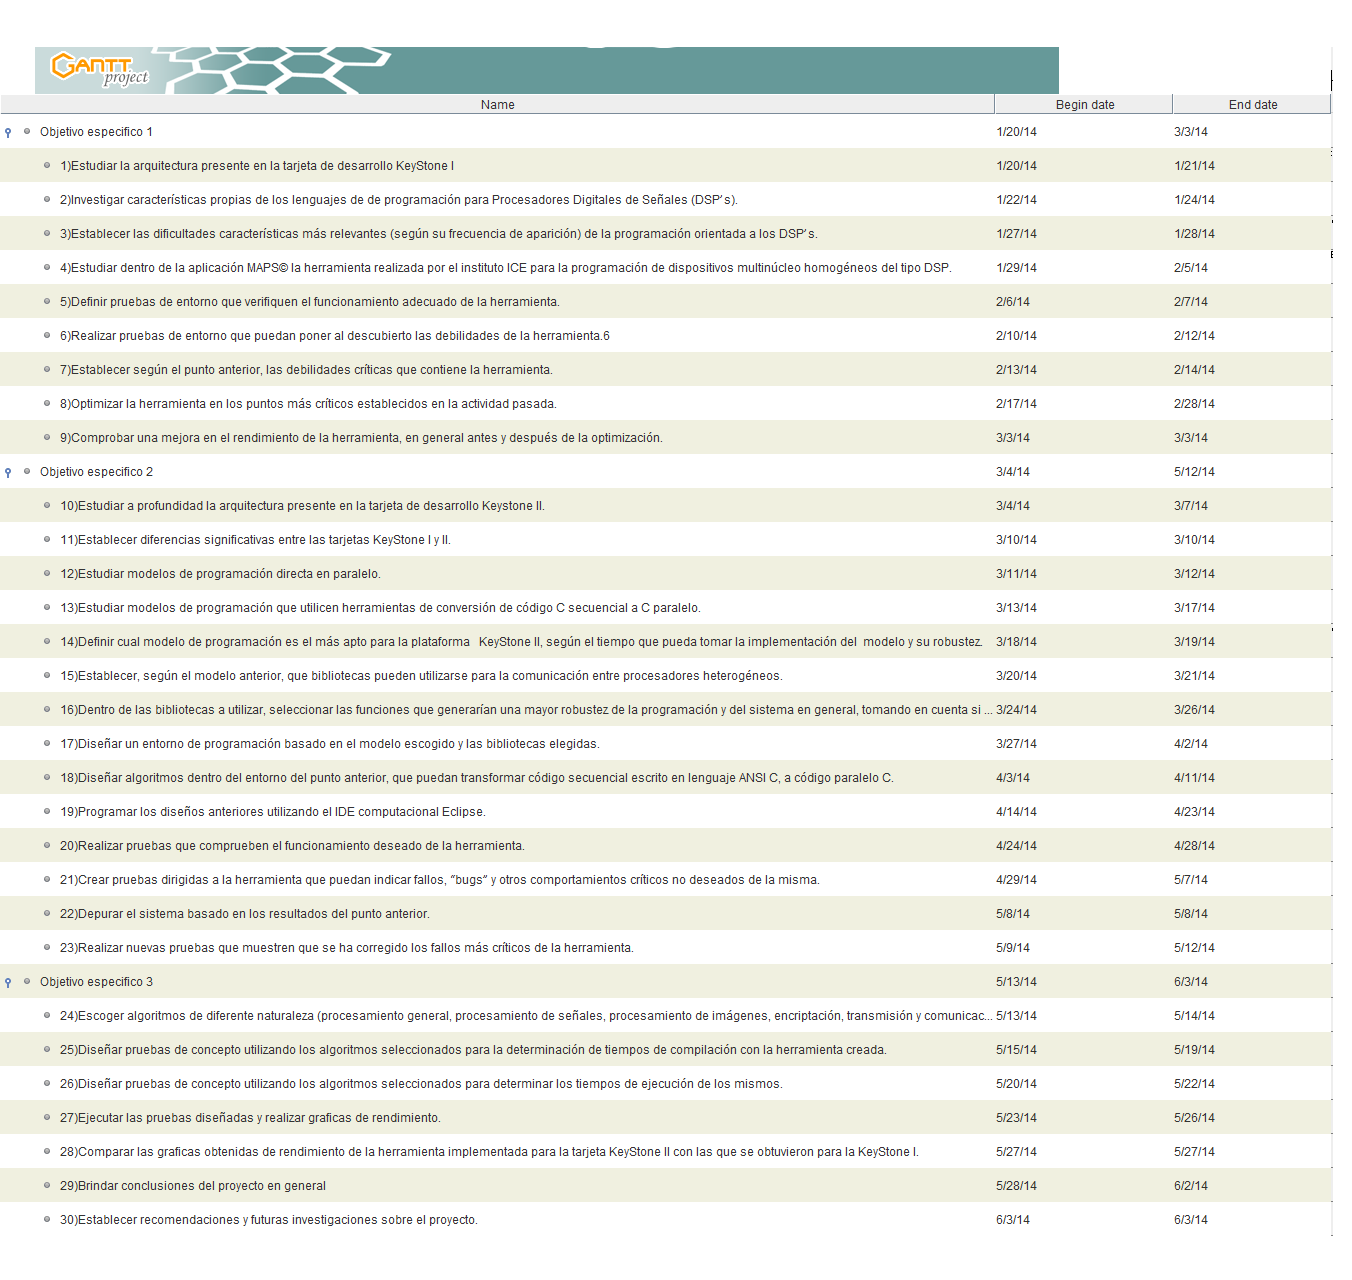 GANTT
project
Name Begin date End date
Objetivo especifico 1 1/20/14 3/3/14
1)Estudiar la arquitectura presente en la tarjeta de desarrollo KeyStone I 1/20/14 1/21/14
2)Investigar características propias de los lenguajes de de programación para Procesadores Digitales de Señales (DSP’s). 1/22/14 1/24/14
3)Establecer las dificultades características más relevantes (según su frecuencia de aparición) de la programación orientada a los DSP’s. 1/27/14 1/28/14
4)Estudiar dentro de la aplicación MAPS© la herramienta realizada por el instituto ICE para la programación de dispositivos multinúcleo homogéneos del tipo DSP. 1/29/14 2/5/14
5)Definir pruebas de entorno que verifiquen el funcionamiento adecuado de la herramienta. 2/6/14 2/7/14
6)Realizar pruebas de entorno que puedan poner al descubierto las debilidades de la herramienta.6 2/10/14 2/12/14
7)Establecer según el punto anterior, las debilidades críticas que contiene la herramienta. 2/13/14 2/14/14
8)Optimizar la herramienta en los puntos más críticos establecidos en la actividad pasada. 2/17/14 2/28/14
9)Comprobar una mejora en el rendimiento de la herramienta, en general antes y después de la optimización. 3/3/14 3/3/14
Objetivo especifico 2 3/4/14 5/12/14
10)Estudiar a profundidad la arquitectura presente en la tarjeta de desarrollo Keystone II. 3/4/14 3/7/14
11)Establecer diferencias significativas entre las tarjetas KeyStone I y II. 3/10/14 3/10/14
12)Estudiar modelos de programación directa en paralelo. 3/11/14 3/12/14
13)Estudiar modelos de programación que utilicen herramientas de conversión de código C secuencial a C paralelo. 3/13/14 3/17/14
14)Definir cual modelo de programación es el más apto para la plataforma KeyStone II, según el tiempo que pueda tomar la implementación del modelo y su robustez. 3/18/14 3/19/14
15)Establecer, según el modelo anterior, que bibliotecas pueden utilizarse para la comunicación entre procesadores heterogéneos. 3/20/14 3/21/14
16)Dentro de las bibliotecas a utilizar, seleccionar las funciones que generarían una mayor robustez de la programación y del sistema en general, tomando en cuenta si ... 3/24/14 3/26/14
17)Diseñar un entorno de programación basado en el modelo escogido y las bibliotecas elegidas. 3/27/14 4/2/14
18)Diseñar algoritmos dentro del entorno del punto anterior, que puedan transformar código secuencial escrito en lenguaje ANSI C, a código paralelo C. 4/3/14 4/11/14
19)Programar los diseños anteriores utilizando el IDE computacional Eclipse. 4/14/14 4/23/14
20)Realizar pruebas que comprueben el funcionamiento deseado de la herramienta. 4/24/14 4/28/14
21)Crear pruebas dirigidas a la herramienta que puedan indicar fallos, “bugs” y otros comportamientos críticos no deseados de la misma. 4/29/14 5/7/14
22)Depurar el sistema basado en los resultados del punto anterior. 5/8/14 5/8/14
23)Realizar nuevas pruebas que muestren que se ha corregido los fallos más críticos de la herramienta. 5/9/14 5/12/14
Objetivo especifico 3 5/13/14 6/3/14
24)Escoger algoritmos de diferente naturaleza (procesamiento general, procesamiento de señales, procesamiento de imágenes, encriptación, transmisión y comunicac... 5/13/14 5/14/14
25)Diseñar pruebas de concepto utilizando los algoritmos seleccionados para la determinación de tiempos de compilación con la herramienta creada. 5/15/14 5/19/14
26)Diseñar pruebas de concepto utilizando los algoritmos seleccionados para determinar los tiempos de ejecución de los mismos. 5/20/14 5/22/14
27)Ejecutar las pruebas diseñadas y realizar graficas de rendimiento. 5/23/14 5/26/14
28)Comparar las graficas obtenidas de rendimiento de la herramienta implementada para la tarjeta KeyStone II con las que se obtuvieron para la KeyStone I. 5/27/14 5/27/14
29)Brindar conclusiones del proyecto en general 5/28/14 6/2/14
30)Establecer recomendaciones y futuras investigaciones sobre el proyecto. 6/3/14 6/3/14